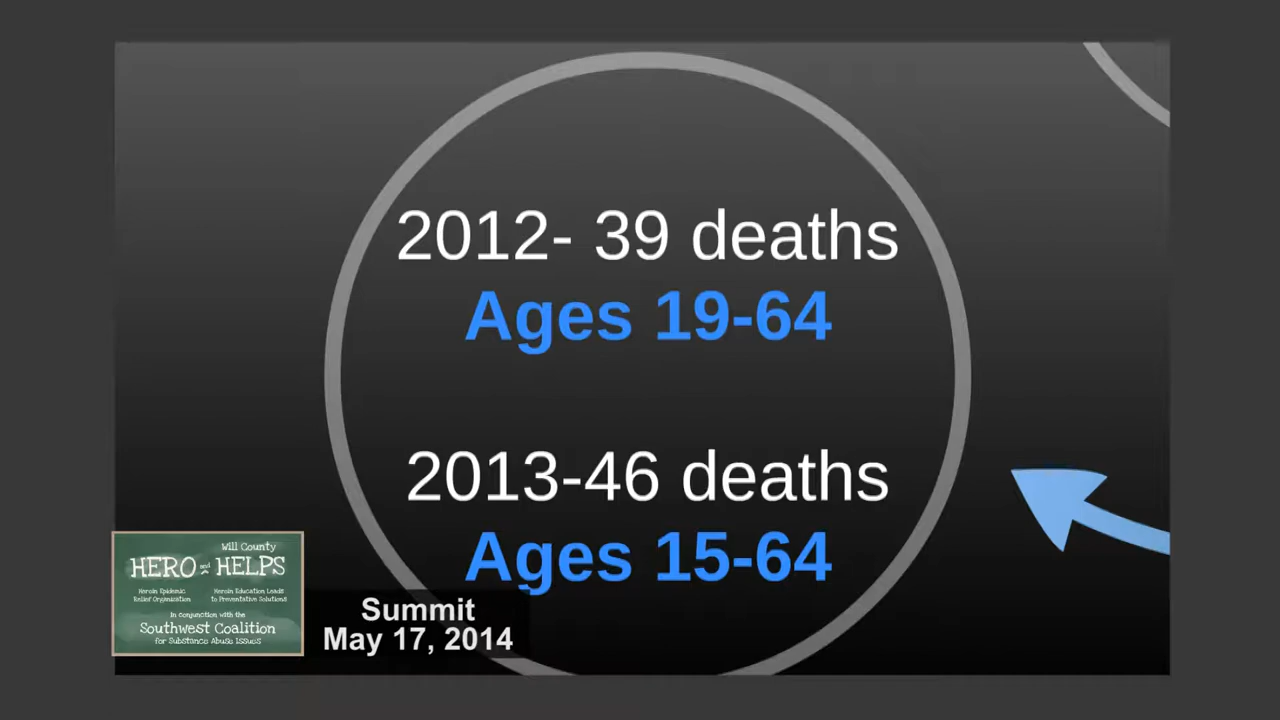 2012- 39 deaths
Ages 19-64
2013-46 deaths
Ages 15-64
Will County
HERO and HELPS
Heroin Epidemic Relief Organization
Heroin Education Leads to Preventative Solutions
In conjunction with the
Southwest Coalition
for Substance Abuse Issues
Summit
May 17, 2014